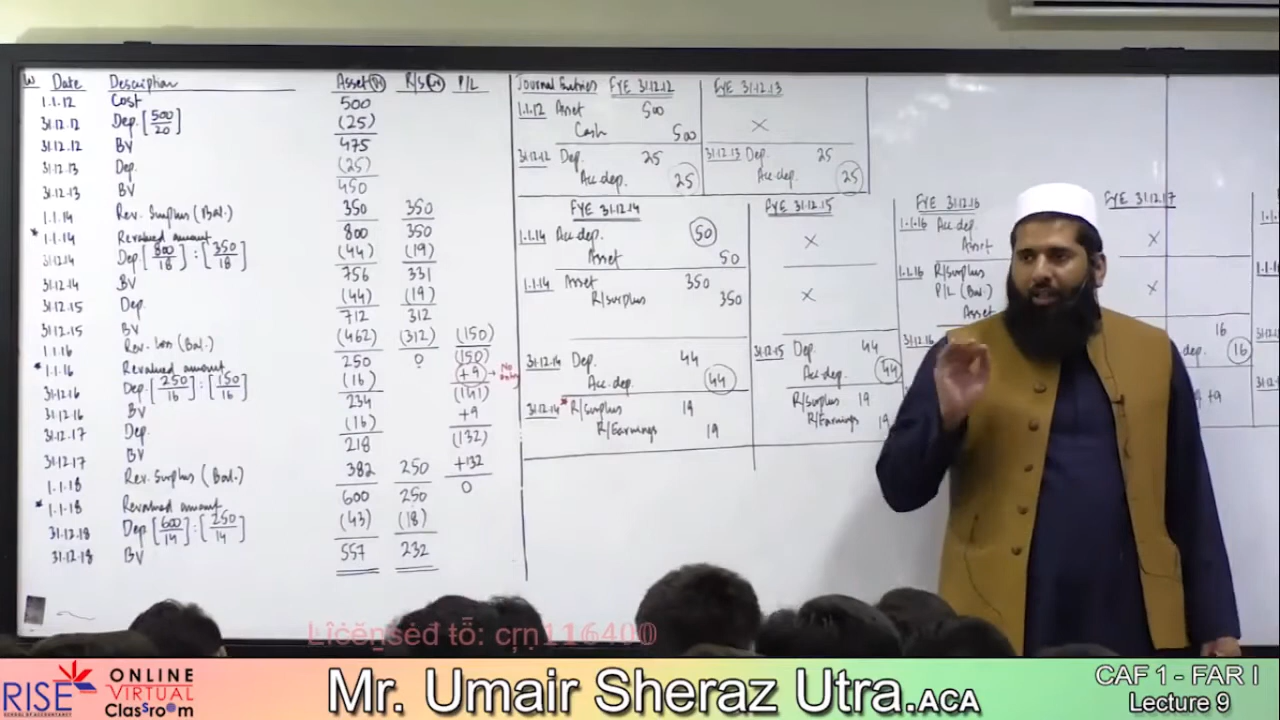 W Date Description Asset (Dr) R/S (Cr) P/L
1.1.12 Cost 500
31.12.12 Dep. [500/20] (25)
31.12.12 BV 475
31.12.13 Dep. (25)
31.12.13 BV 450
1.1.14 Rev. Surplus (Bal.) 350 350
* 1.1.14 Revalued amount 800 350
31.12.14 Dep [800/18] : [350/18] (44) (19)
31.12.14 BV 756 331
31.12.15 Dep. (44) (19)
31.12.15 BV 712 312
1.1.16 Rev. Loss (Bal.) (462) (312) (150)
* 1.1.16 Revalued amount 250 0 (150)
31.12.16 Dep. [250/16] : [150/16] (16) +9 → No Entry
31.12.16 BV 234 (141)
31.12.17 Dep. (16) +9
31.12.17 BV 218 (132)
1.1.18 Rev. Surplus (Bal.) 382 250 +132
* 1.1.18 Revalued amount 600 250 0
31.12.18 Dep [600/14] : [250/14] (43) (18)
31.12.18 BV 557 232
Journal Entries FYE 31.12.12
1.1.12 Asset 500
Cash 500
31.12.12 Dep. 25
Acc.dep. 25
FYE 31.12.13
X
31.12.13 Dep. 25
Acc.dep. 25
FYE 31.12.14
1.1.14 Acc.dep. 50
Asset 50
1.1.14 Asset 350
R/surplus 350
31.12.14 Dep. 44
Acc.dep. 44
31.12.14 * R/surplus 19
R/Earnings 19
FYE 31.12.15
X
X
31.12.15 Dep. 44
Acc.dep. 44
R/surplus 19
R/Earnings 19
FYE 31.12.16
1.1.16 Acc.dep.
Asset
1.1.16 R/surplus
P/L (Bal.)
Asset
31.12.16
FYE 31.12.17
X
X
16
dep. 16
+9
Licensed to: crn116400
RISE
SCHOOL OF ACCOUNTANCY
ONLINE
VIRTUAL
Classroom
Mr. Umair Sheraz Utra.ACA
CAF 1 - FAR I
Lecture 9